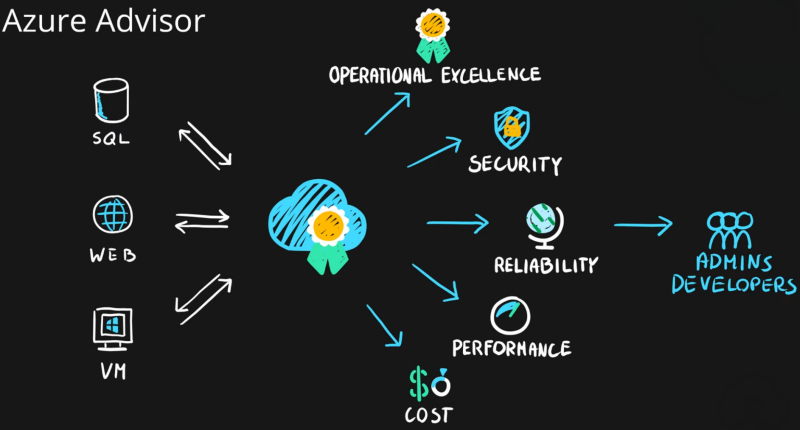 Azure Advisor
OPERATIONAL EXCELLENCE
SQL
SECURITY
WEB
RELIABILITY
ADMINS
DEVELOPERS
VM
PERFORMANCE
$
COST